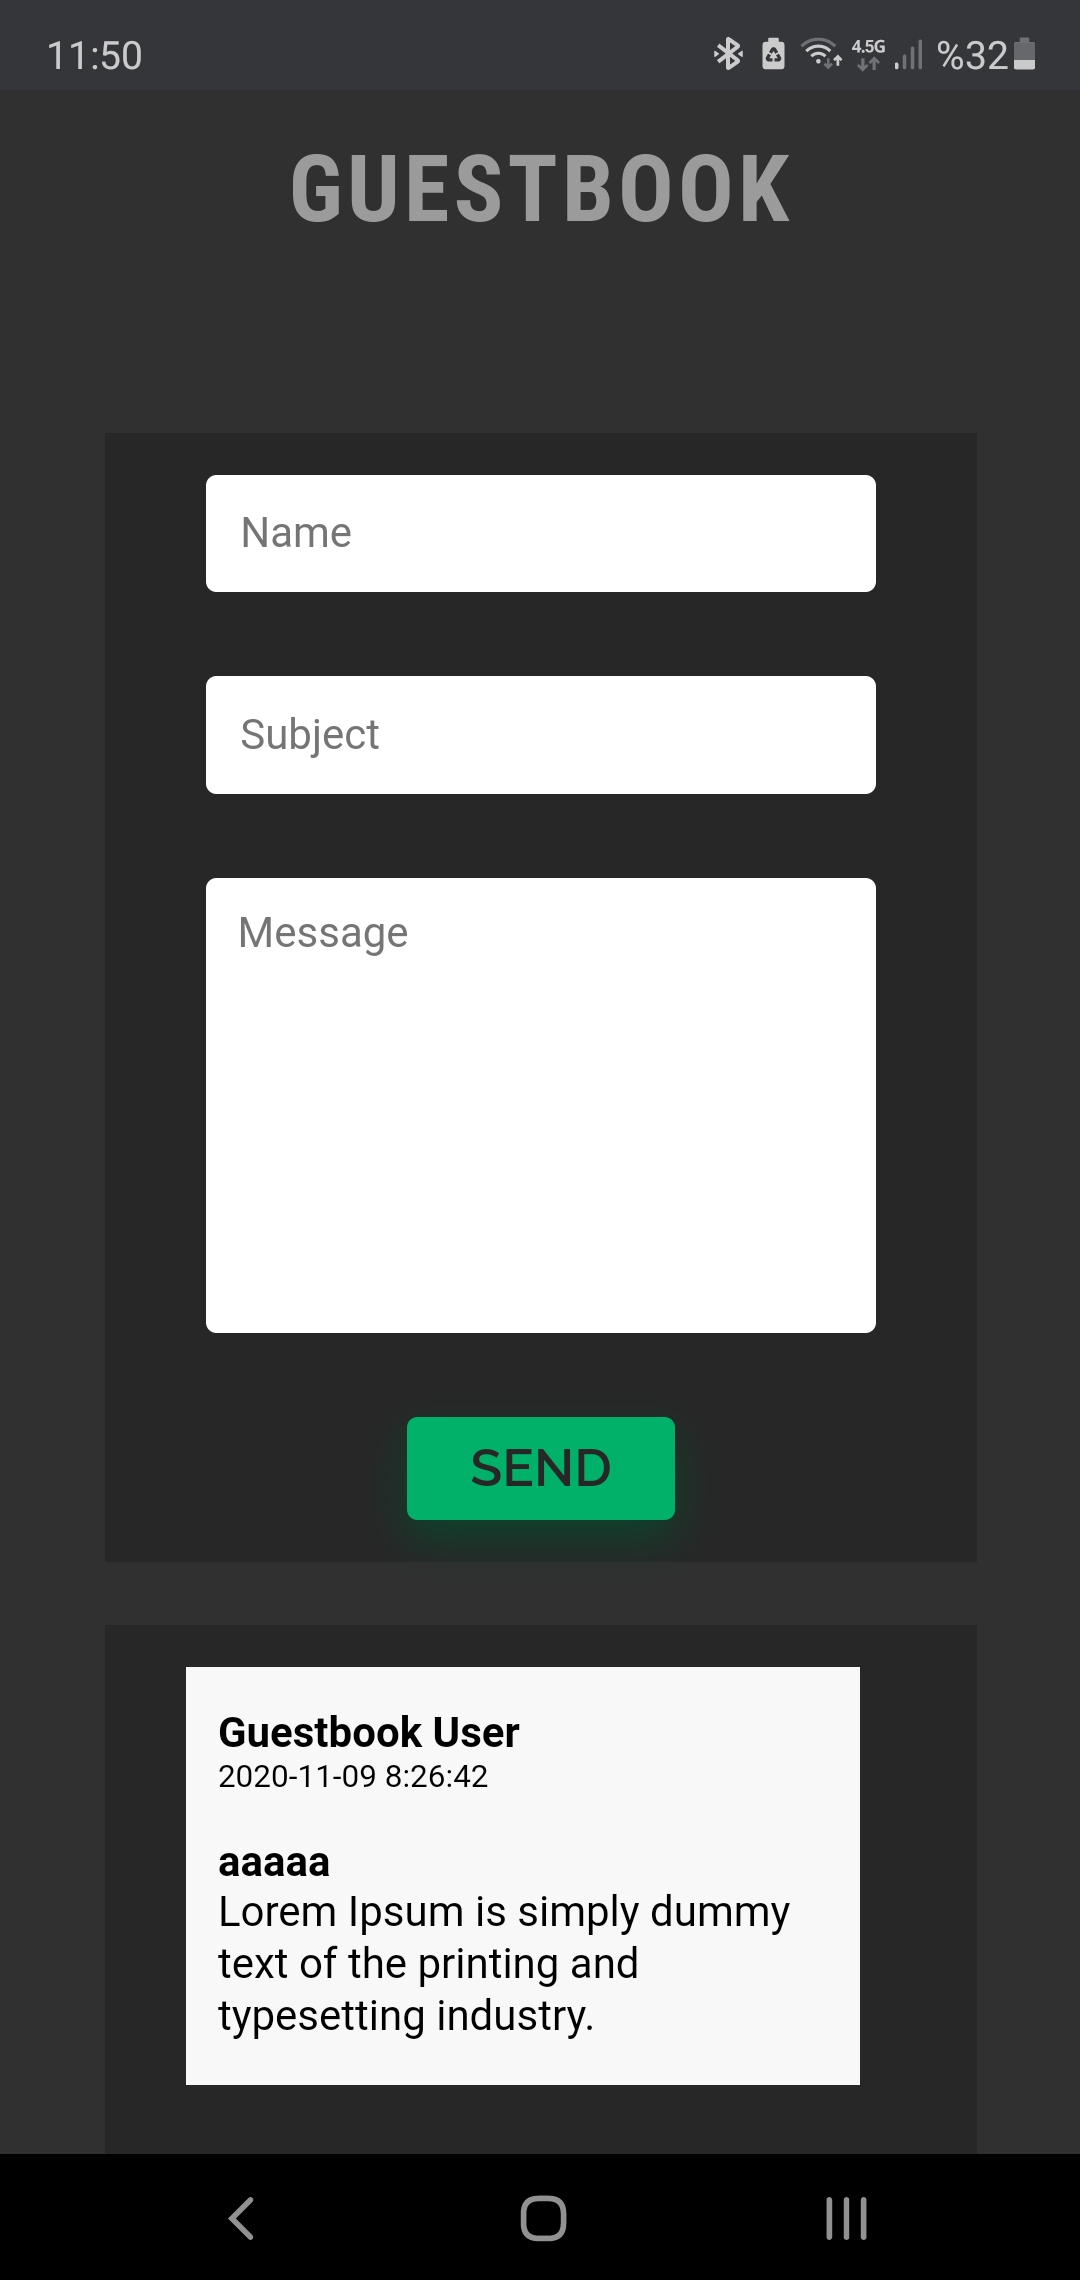 11:50
4.5G %32
GUESTBOOK
Name
Subject
Message
SEND
Guestbook User
2020-11-09 8:26:42
aaaaa
Lorem Ipsum is simply dummy
text of the printing and
typesetting industry.